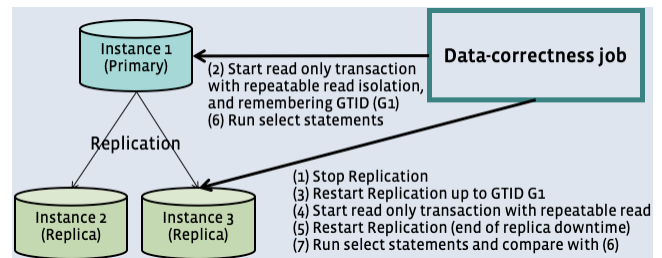 Instance 1
(Primary)
Data-correctness job
(2) Start read only transaction
with repeatable read isolation,
and remembering GTID (G1)
(6) Run select statements
Replication
Instance 2
(Replica)
Instance 3
(Replica)
(1) Stop Replication
(3) Restart Replication up to GTID G1
(4) Start read only transaction with repeatable read
(5) Restart Replication (end of replica downtime)
(7) Run select statements and compare with (6)